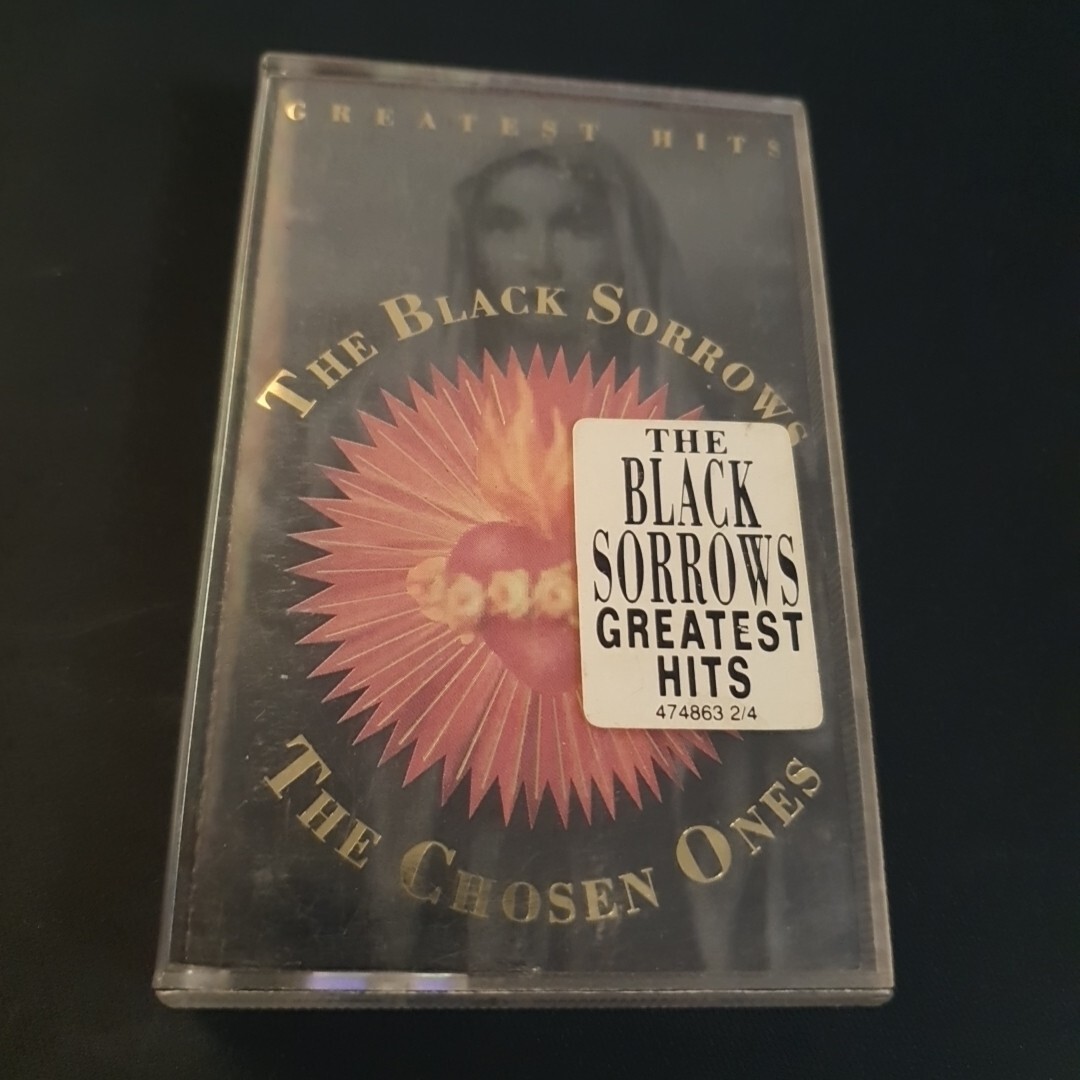 GREATEST HITS
THE BLACK SORROWS
THE
BLACK
SORROWS
GREATEST
HITS
474863 2/4
THE CHOSEN ONES